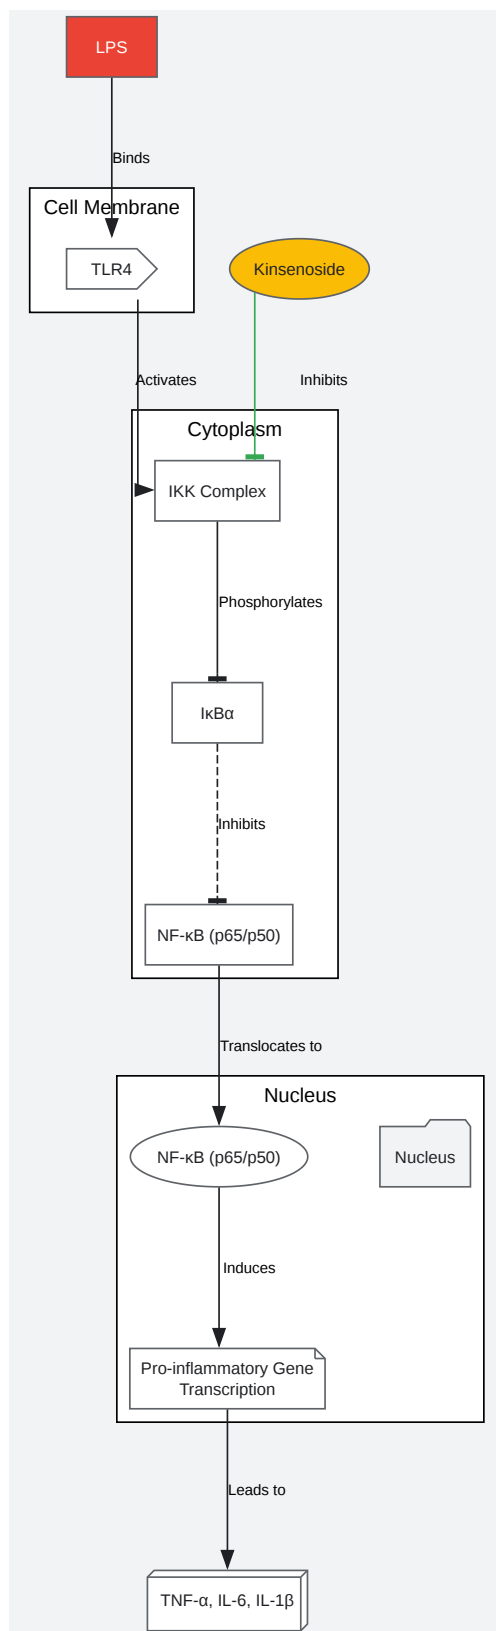 LPS
Binds
Cell Membrane
TLR4
Kinsenoside
Activates
Inhibits
Cytoplasm
IKK Complex
Phosphorylates
IκBα
Inhibits
NF-κB (p65/p50)
Translocates to
Nucleus
NF-κB (p65/p50)
Nucleus
Induces
Pro-inflammatory Gene
Transcription
Leads to
TNF-α, IL-6, IL-1β